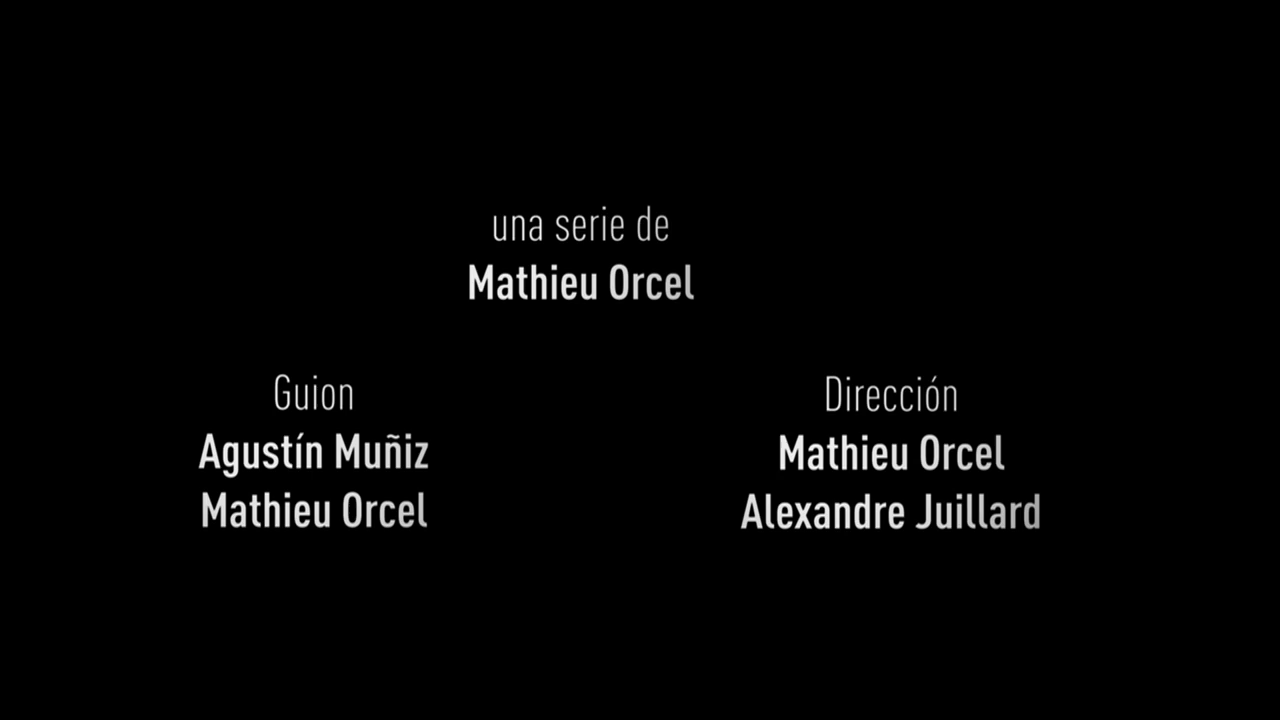 una serie de
Mathieu Orcel
Guion
Agustín Muñiz
Mathieu Orcel
Dirección
Mathieu Orcel
Alexandre Juillard